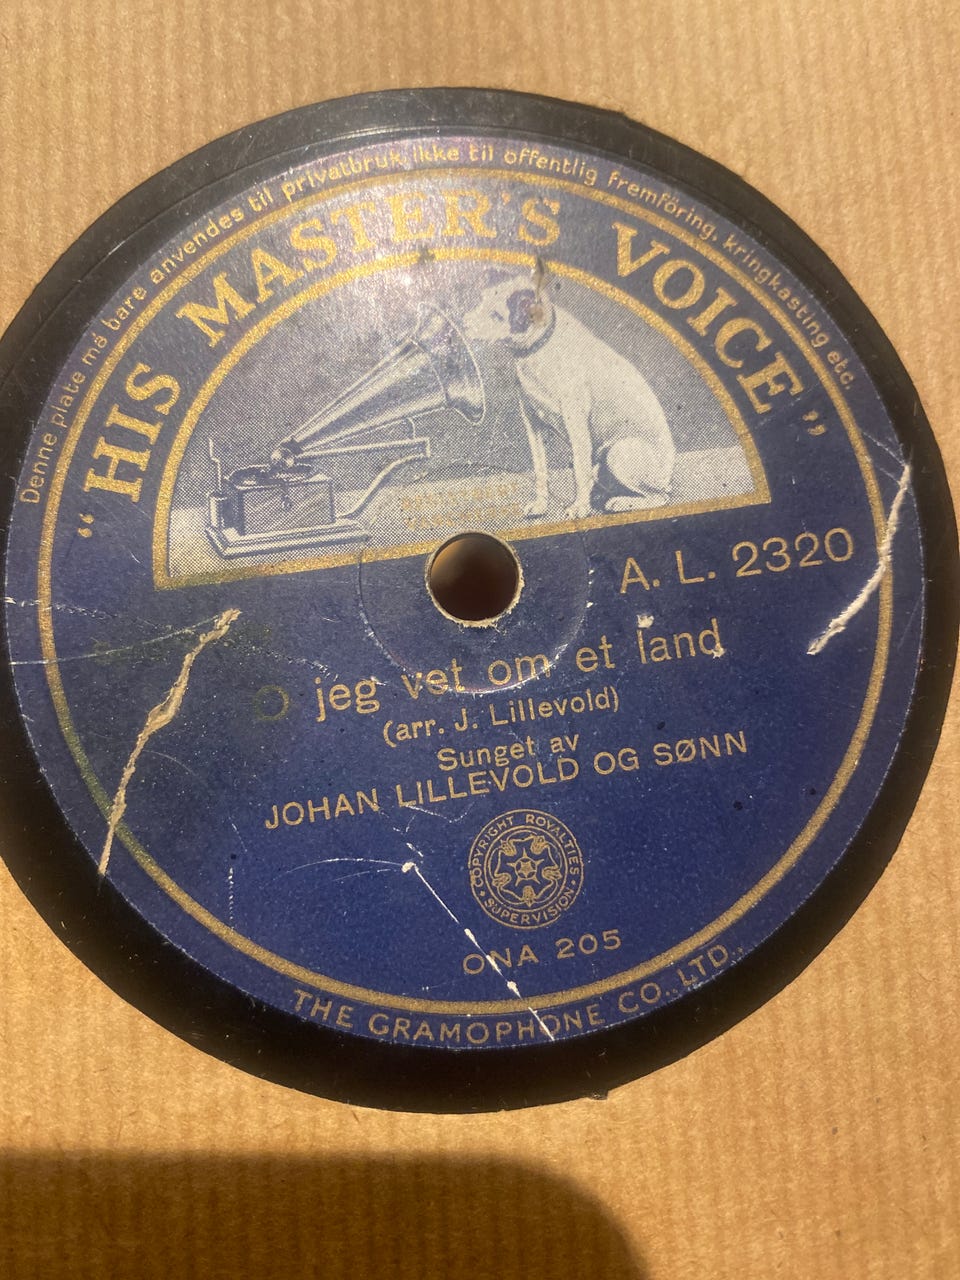 Denne plate må bare anvendes til privatbruk, ikke til offentlig fremföring, kringkasting etc.
“HIS MASTER'S VOICE”
A. L. 2320
O jeg vet om et land
(arr. J. Lillevold)
Sunget av
JOHAN LILLEVOLD OG SØNN
COPYRIGHT ROYALTIES
· SUPERVISION ·
ONA 205
THE GRAMOPHONE CO., LTD.,